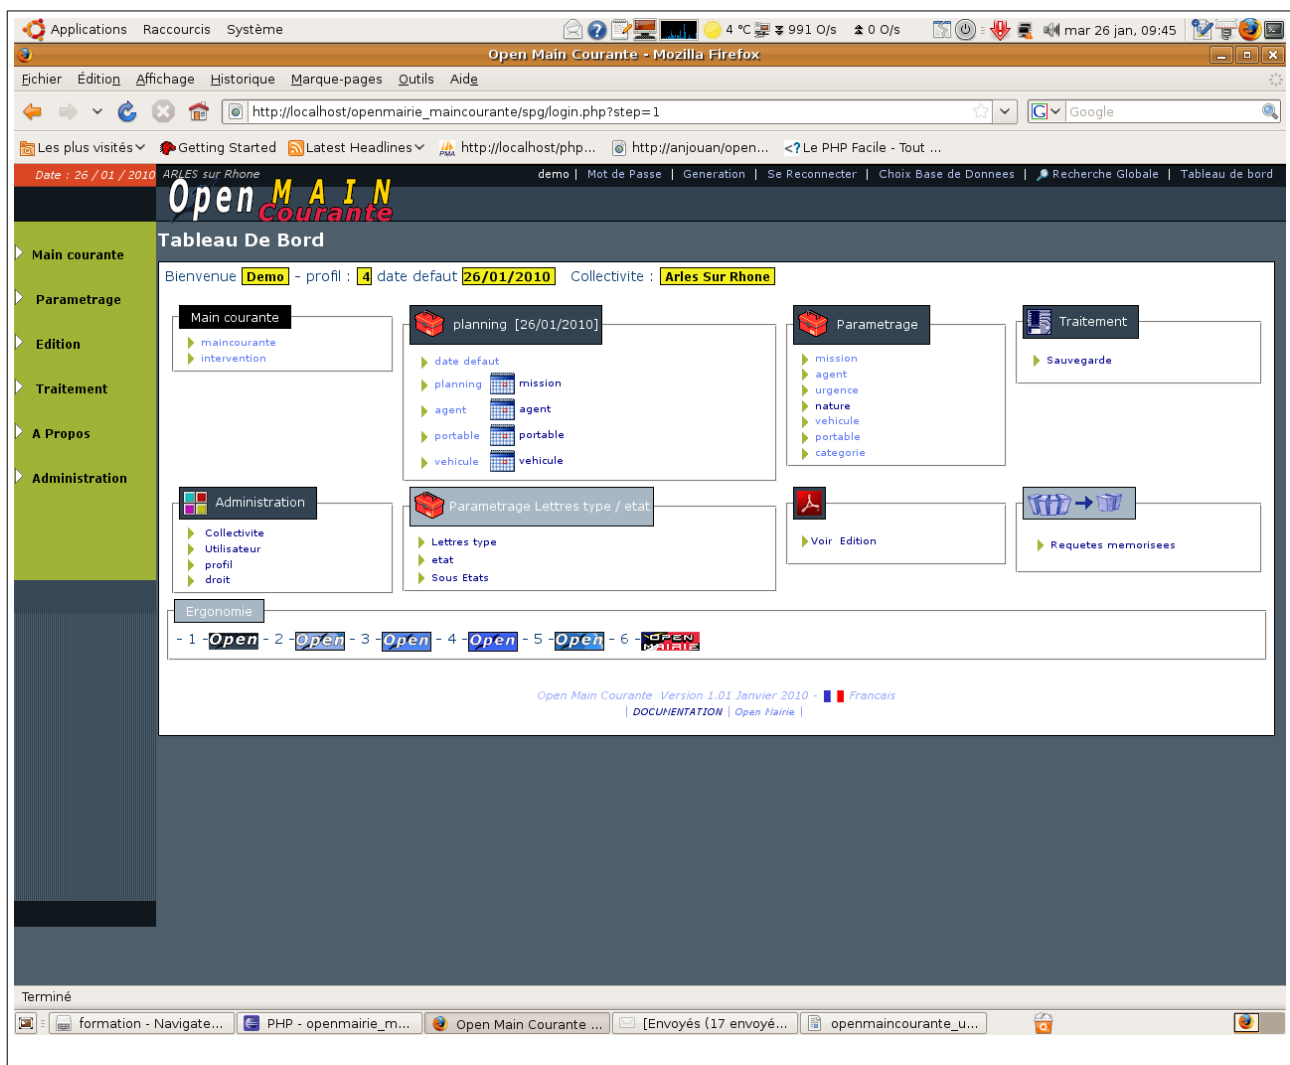 Applications Raccourcis Système 4 °C 991 O/s 0 O/s mar 26 jan, 09:45
Open Main Courante - Mozilla Firefox
Fichier Édition Affichage Historique Marque-pages Outils Aide
http://localhost/openmairie_maincourante/spg/login.php?step=1 Google
Les plus visités Getting Started Latest Headlines http://localhost/php... http://anjouan/open... Le PHP Facile - Tout ...
Date : 26 / 01 / 2010 ARLES sur Rhone demo | Mot de Passe | Generation | Se Reconnecter | Choix Base de Donnees | Recherche Globale | Tableau de bord
Open MAIN
Courante
Tableau De Bord
Main courante
Parametrage
Edition
Traitement
A Propos
Administration
Bienvenue Demo - profil : 4 date defaut 26/01/2010 Collectivite : Arles Sur Rhone
Main courante
maincourante
intervention
planning [26/01/2010]
date defaut
planning mission
agent agent
portable portable
vehicule vehicule
Parametrage
mission
agent
urgence
nature
vehicule
portable
categorie
Traitement
Sauvegarde
Administration
Collectivite
Utilisateur
profil
droit
Parametrage Lettres type / etat
Lettres type
etat
Sous Etats
Voir Edition
Requetes memorisees
Ergonomie
- 1 - Open - 2 - Open - 3 - Open - 4 - Open - 5 - Open - 6 - OPEN MAIRIE
Open Main Courante Version 1.01 Janvier 2010 - Francais
| DOCUMENTATION | Open Mairie |
Terminé
formation - Navigate... PHP - openmairie_m... Open Main Courante ... [Envoyés (17 envoyé... openmaincourante_u...